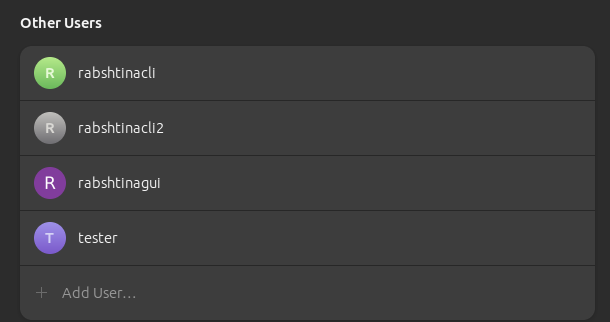 Other Users
R rabshtinacli
R rabshtinacli2
R rabshtinagui
T tester
+ Add User...